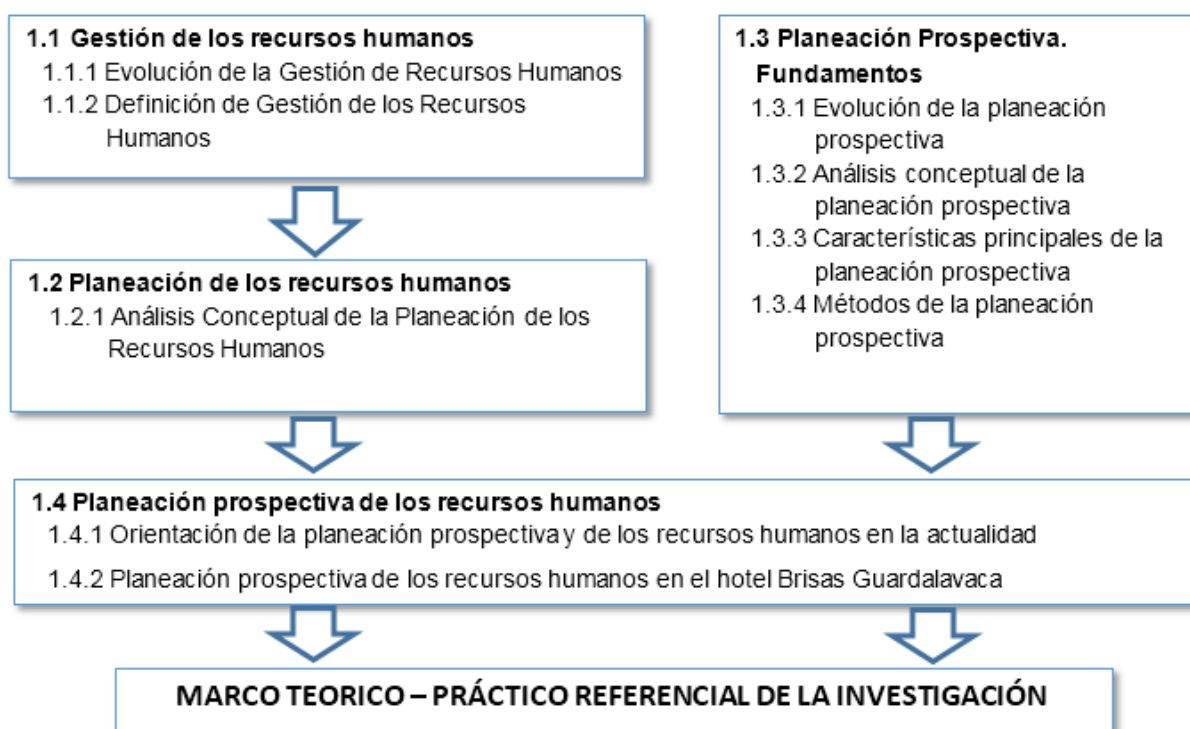 1.1 Gestión de los recursos humanos
1.1.1 Evolución de la Gestión de Recursos Humanos
1.1.2 Definición de Gestión de los Recursos
Humanos
1.2 Planeación de los recursos humanos
1.2.1 Análisis Conceptual de la Planeación de los
Recursos Humanos
1.3 Planeación Prospectiva.
Fundamentos
1.3.1 Evolución de la planeación
prospectiva
1.3.2 Análisis conceptual de la
planeación prospectiva
1.3.3 Características principales de la
planeación prospectiva
1.3.4 Métodos de la planeación
prospectiva
1.4 Planeación prospectiva de los recursos humanos
1.4.1 Orientación de la planeación prospectiva y de los recursos humanos en la actualidad
1.4.2 Planeación prospectiva de los recursos humanos en el hotel Brisas Guardalavaca
MARCO TEORICO – PRÁCTICO REFERENCIAL DE LA INVESTIGACIÓN